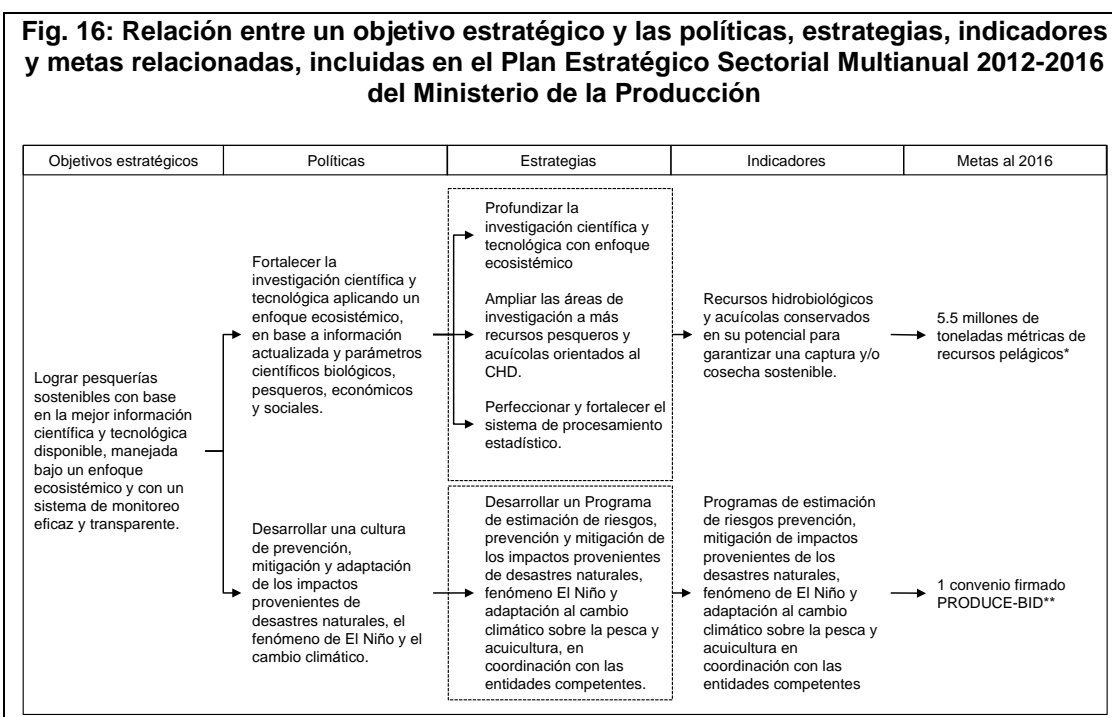 Fig. 16: Relación entre un objetivo estratégico y las políticas, estrategias, indicadores
y metas relacionadas, incluidas en el Plan Estratégico Sectorial Multianual 2012-2016
del Ministerio de la Producción
Objetivos estratégicos
Políticas
Estrategias
Indicadores
Metas al 2016
Lograr pesquerías
sostenibles con base
en la mejor información
científica y tecnológica
disponible, manejada
bajo un enfoque
ecosistémico y con un
sistema de monitoreo
eficaz y transparente.
Fortalecer la
investigación científica y
tecnológica aplicando un
enfoque ecosistémico,
en base a información
actualizada y parámetros
científicos biológicos,
pesqueros, económicos
y sociales.
Profundizar la
investigación científica y
tecnológica con enfoque
ecosistémico
Ampliar las áreas de
investigación a más
recursos pesqueros y
acuícolas orientados al
CHD.
Perfeccionar y fortalecer el
sistema de procesamiento
estadístico.
Recursos hidrobiológicos
y acuícolas conservados
en su potencial para
garantizar una captura y/o
cosecha sostenible.
5.5 millones de
toneladas métricas de
recursos pelágicos*
Desarrollar una cultura
de prevención,
mitigación y adaptación
de los impactos
provenientes de
desastres naturales, el
fenómeno de El Niño y el
cambio climático.
Desarrollar un Programa
de estimación de riesgos,
prevención y mitigación de
los impactos provenientes
de desastres naturales,
fenómeno El Niño y
adaptación al cambio
climático sobre la pesca y
acuicultura, en
coordinación con las
entidades competentes.
Programas de estimación
de riesgos prevención,
mitigación de impactos
provenientes de los
desastres naturales,
fenómeno de El Niño y
adaptación al cambio
climático sobre la pesca y
acuicultura en
coordinación con las
entidades competentes
1 convenio firmado
PRODUCE-BID**